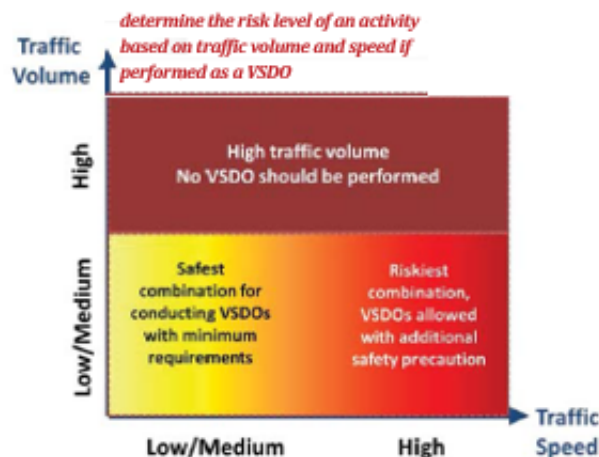 determine the risk level of an activity
based on traffic volume and speed if
performed as a VSDO
Traffic
Volume
High
High traffic volume
No VSDO should be performed
Low/Medium
Safest
combination for
conducting VSDOs
with minimum
requirements
Riskiest
combination,
VSDOs allowed
with additional
safety precaution
Low/Medium
High
Traffic
Speed